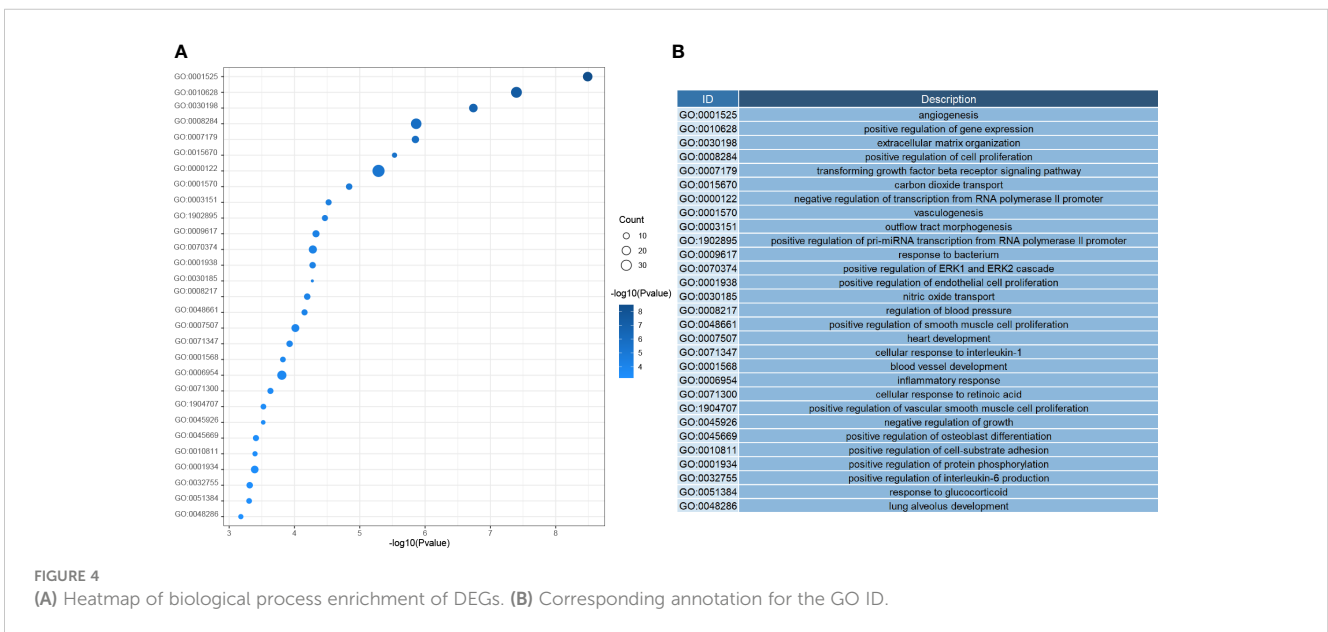 A
GO:0001525
GO:0010628
GO:0030198
GO:0008284
GO:0007179
GO:0015670
GO:0000122
GO:0001570
GO:0003151
GO:1902895
GO:0009617
GO:0070374
GO:0001938
GO:0030185
GO:0008217
GO:0048661
GO:0007507
GO:0071347
GO:0001568
GO:0006954
GO:0071300
GO:1904707
GO:0045926
GO:0045669
GO:0010811
GO:0001934
GO:0032755
GO:0051384
GO:0048286
3 4 5 6 7 8
-log10(Pvalue)
Count
10
20
30
-log10(Pvalue)
8
7
6
5
4
B
ID Description
GO:0001525 angiogenesis
GO:0010628 positive regulation of gene expression
GO:0030198 extracellular matrix organization
GO:0008284 positive regulation of cell proliferation
GO:0007179 transforming growth factor beta receptor signaling pathway
GO:0015670 carbon dioxide transport
GO:0000122 negative regulation of transcription from RNA polymerase II promoter
GO:0001570 vasculogenesis
GO:0003151 outflow tract morphogenesis
GO:1902895 positive regulation of pri-miRNA transcription from RNA polymerase II promoter
GO:0009617 response to bacterium
GO:0070374 positive regulation of ERK1 and ERK2 cascade
GO:0001938 positive regulation of endothelial cell proliferation
GO:0030185 nitric oxide transport
GO:0008217 regulation of blood pressure
GO:0048661 positive regulation of smooth muscle cell proliferation
GO:0007507 heart development
GO:0071347 cellular response to interleukin-1
GO:0001568 blood vessel development
GO:0006954 inflammatory response
GO:0071300 cellular response to retinoic acid
GO:1904707 positive regulation of vascular smooth muscle cell proliferation
GO:0045926 negative regulation of growth
GO:0045669 positive regulation of osteoblast differentiation
GO:0010811 positive regulation of cell-substrate adhesion
GO:0001934 positive regulation of protein phosphorylation
GO:0032755 positive regulation of interleukin-6 production
GO:0051384 response to glucocorticoid
GO:0048286 lung alveolus development
FIGURE 4
(A) Heatmap of biological process enrichment of DEGs. (B) Corresponding annotation for the GO ID.